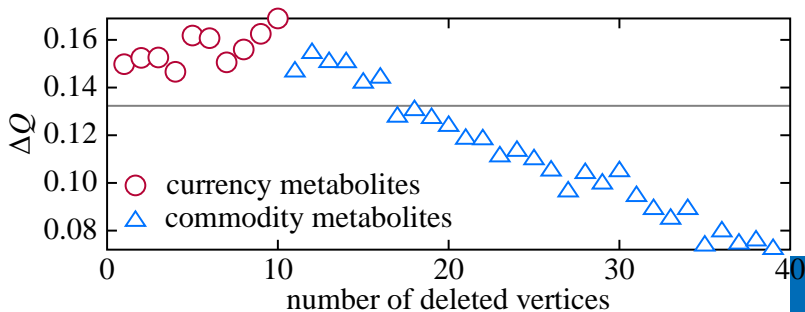 0.16
0.14
0.12
0.10
0.08
ΔQ
currency metabolites
commodity metabolites
0 10 20 30 40
number of deleted vertices